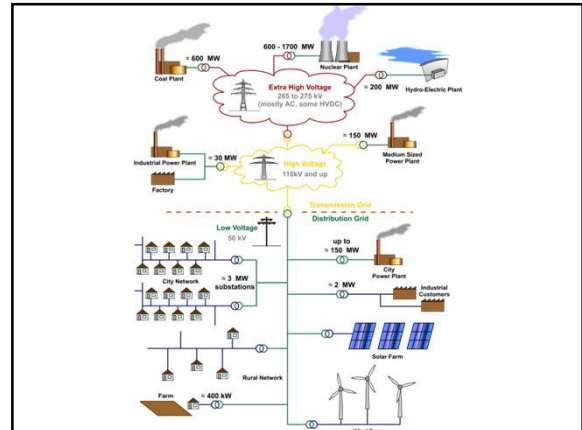 ≈ 600 MW
Coal Plant
600 - 1700 MW
Nuclear Plant
Extra High Voltage
265 to 275 kV
(mostly AC, some HVDC)
≈ 200 MW
Hydro-Electric Plant
≈ 150 MW
Medium Sized
Power Plant
Industrial Power Plant
≈ 30 MW
Factory
High Voltage
110kV and up
Transmission Grid
Distribution Grid
Low Voltage
50 kV
up to
≈ 150 MW
City
Power Plant
City Network
≈ 3 MW
substations
≈ 2 MW
Industrial
Customers
Solar Farm
Rural Network
Farm
≈ 400 kW